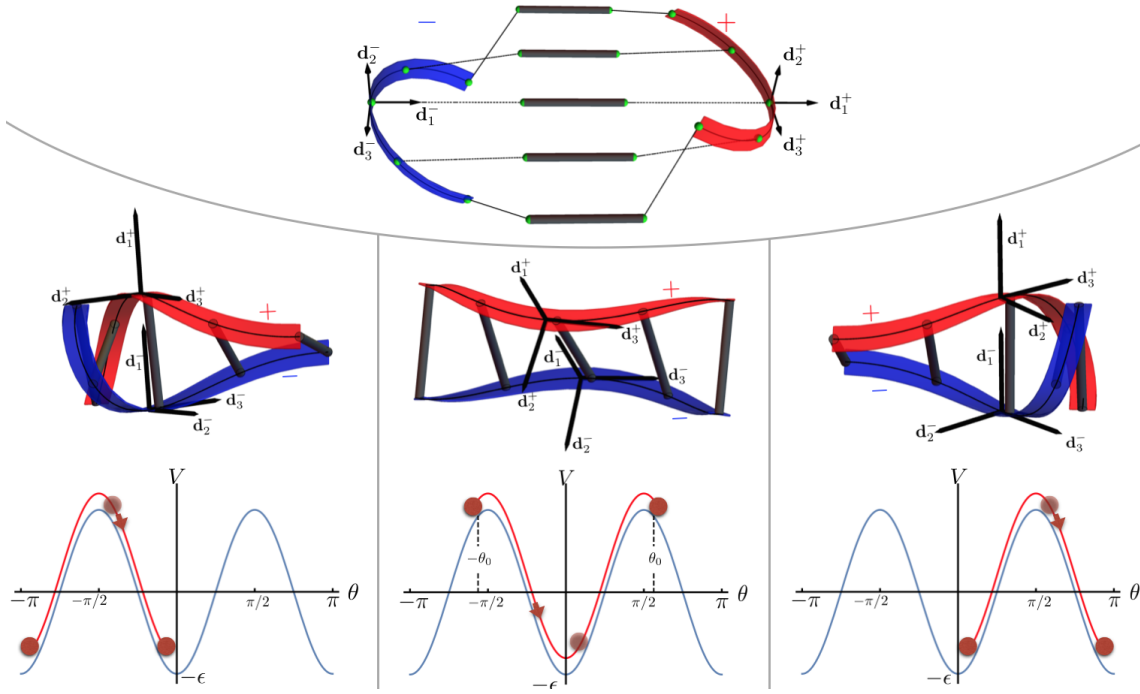 − +
d₂⁻ d₂⁺
d₁⁻ d₁⁺
d₃⁻ d₃⁺
d₁⁺
d₂⁺ d₃⁺ +
d₁⁻
−
d₃⁻
d₂⁻
d₁⁺ +
d₃⁺
d₁⁻ d₃⁻
d₂⁺
−
d₂⁻
d₁⁺
d₃⁺
+
d₂⁺
d₁⁻
−
d₂⁻ d₃⁻
V
−π −π/2 π/2 π θ
−ϵ
V
−θ₀ θ₀
−π −π/2 π/2 π θ
−ϵ
V
−π −π/2 π/2 π θ
−ϵ